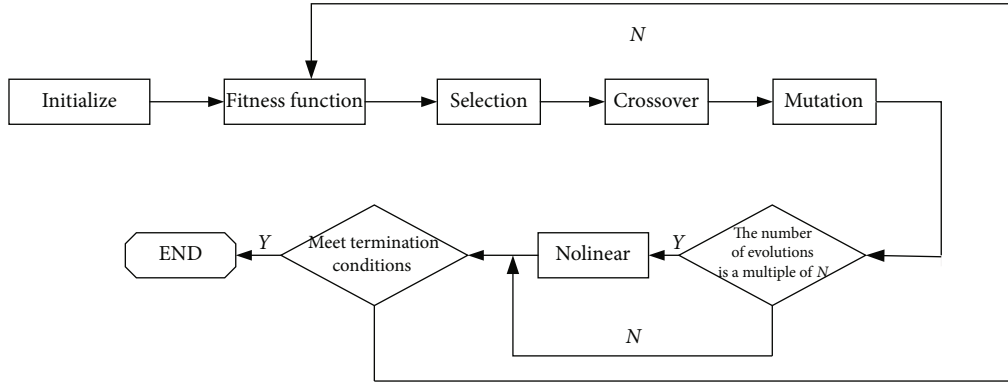 N
Initialize
Fitness function
Selection
Crossover
Mutation
END
Y
Meet termination
conditions
Nolinear
Y
The number
of evolutions
is a multiple of N
N